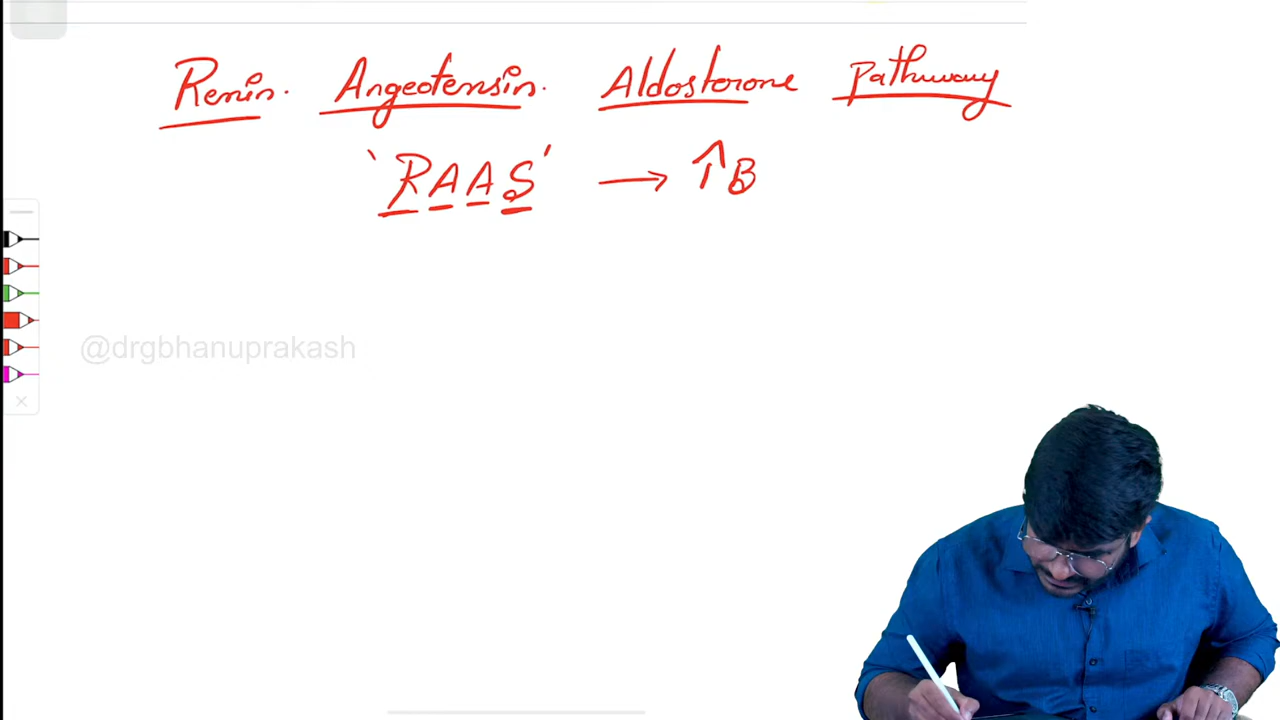 Renin. Angeotensin. Aldosterone Pathway
'RAAS' → ↑B
@drgbhanuprakash